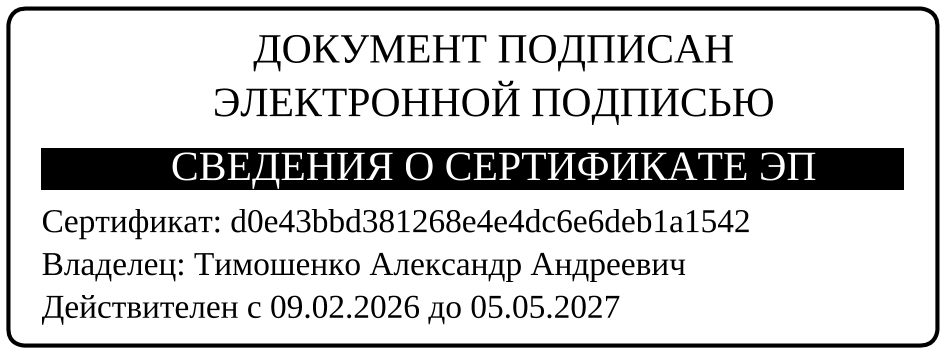 ДОКУМЕНТ ПОДПИСАН
ЭЛЕКТРОННОЙ ПОДПИСЬЮ
СВЕДЕНИЯ О СЕРТИФИКАТЕ ЭП
Сертификат: d0e43bbd381268e4e4dc6e6deb1a1542
Владелец: Тимошенко Александр Андреевич
Действителен с 09.02.2026 до 05.05.2027